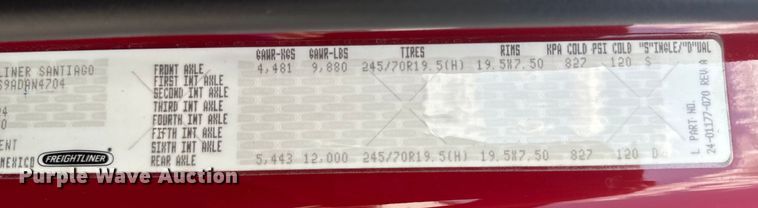 GAWR-KGS GAWR-LBS TIRES RIMS KPA COLD PSI COLD "S"INGLE/"D"UAL
LINER SANTIAGO FRONT AXLE 4,481 9,880 245/70R19.5(H) 19.5X7.50 827 120 S
S9ADAN4704 FIRST INT AXLE
SECOND INT AXLE
THIRD INT AXLE
FOURTH INT AXLE
FIFTH INT AXLE
ENT SIXTH INT AXLE
MEXICO FREIGHTLINER REAR AXLE 5,443 12,000 245/70R19.5(H) 19.5X7.50 827 120 D
L PART NO.
24-01177-070 REV A
Purple Wave Auction